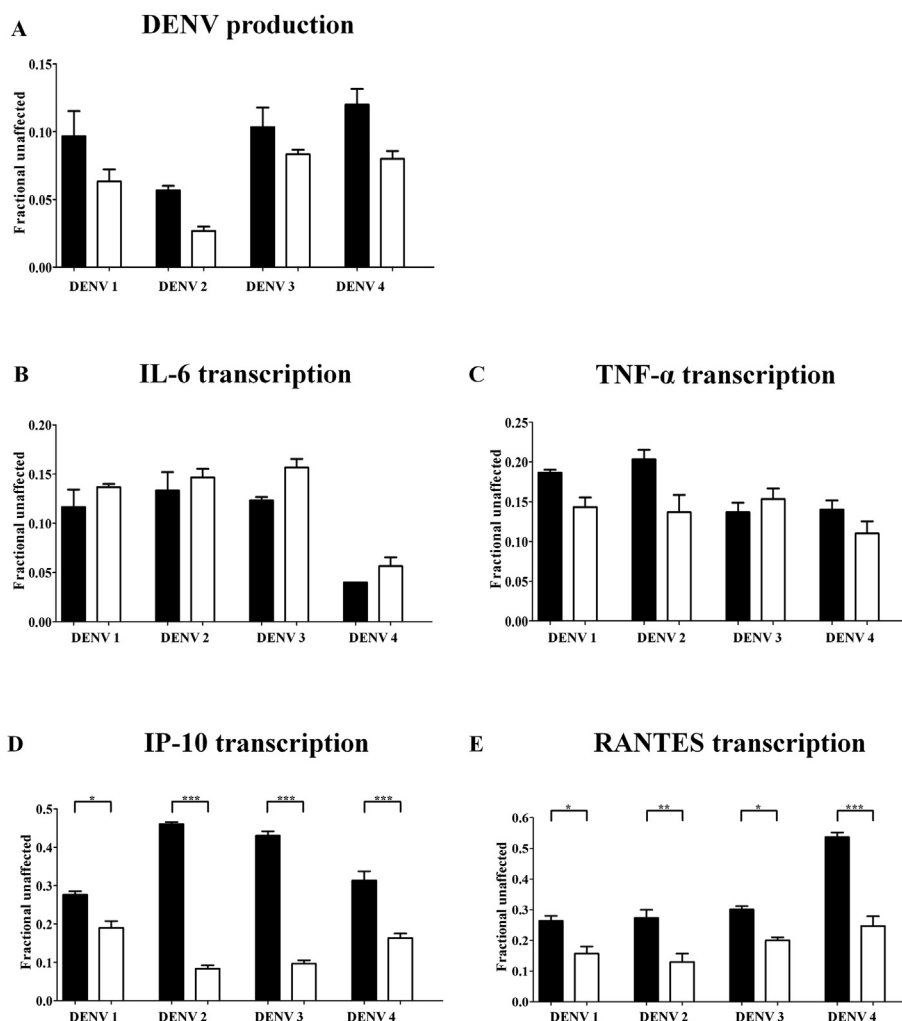 A
DENV production
Fractional unaffected
0.15
0.10
0.05
0.00
DENV 1 DENV 2 DENV 3 DENV 4
B
IL-6 transcription
Fractional unaffected
0.20
0.15
0.10
0.05
0.00
DENV 1 DENV 2 DENV 3 DENV 4
C
TNF-α transcription
Fractional unaffected
0.25
0.20
0.15
0.10
0.05
0.00
DENV 1 DENV 2 DENV 3 DENV 4
D
IP-10 transcription
Fractional unaffected
* *** *** ***
0.5
0.4
0.3
0.2
0.1
0.0
DENV 1 DENV 2 DENV 3 DENV 4
E
RANTES transcription
Fractional unaffected
* ** * ***
0.6
0.5
0.4
0.3
0.2
0.1
0.0
DENV 1 DENV 2 DENV 3 DENV 4